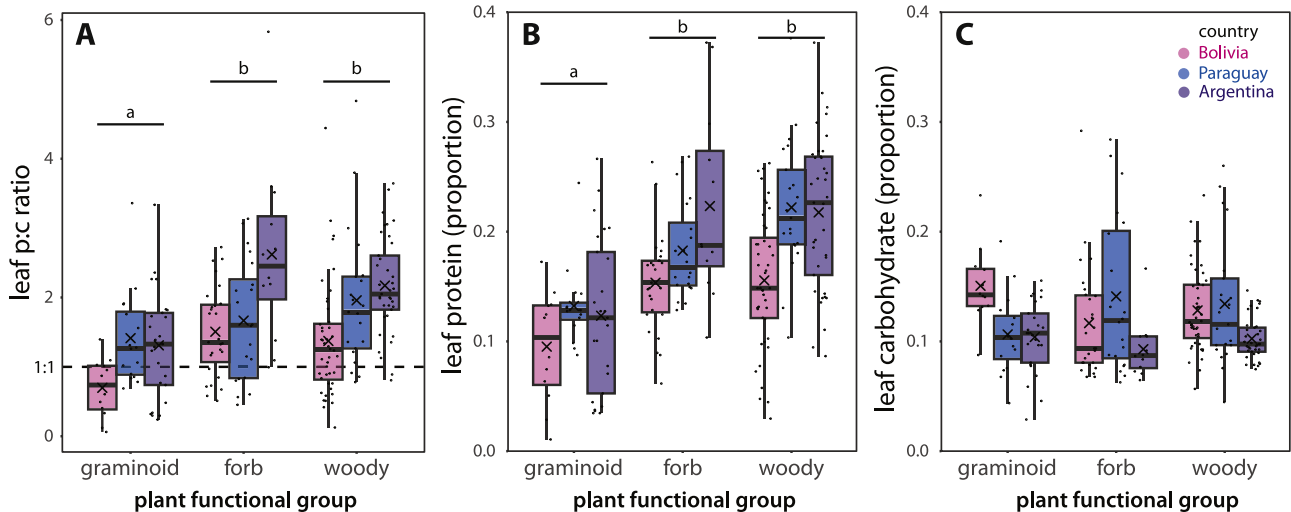 A
leaf p:c ratio
6
4
2
1:1
0
a
b
b
graminoid
forb
woody
plant functional group
B
leaf protein (proportion)
0.4
0.3
0.2
0.1
0.0
a
b
b
graminoid
forb
woody
plant functional group
C
leaf carbohydrate (proportion)
0.4
0.3
0.2
0.1
0.0
country
Bolivia
Paraguay
Argentina
graminoid
forb
woody
plant functional group